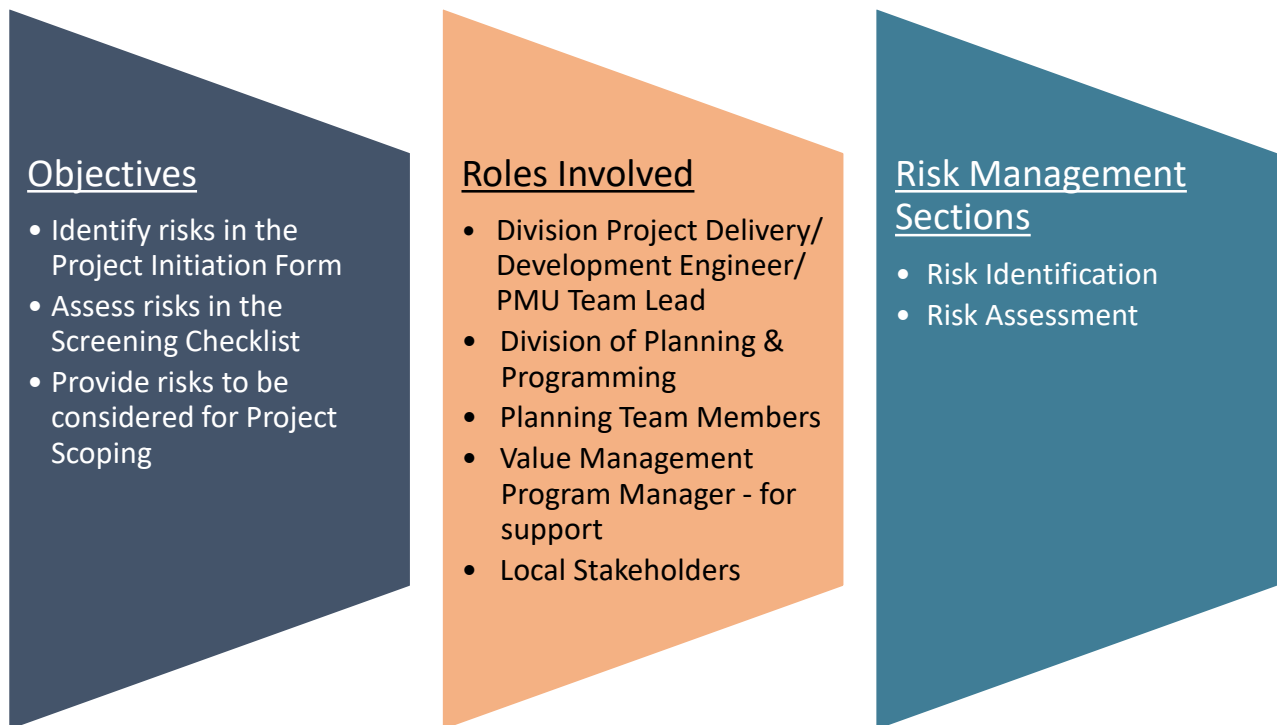 Objectives
• Identify risks in the
Project Initiation Form
• Assess risks in the
Screening Checklist
• Provide risks to be
considered for Project
Scoping
Roles Involved
• Division Project Delivery/
Development Engineer/
PMU Team Lead
• Division of Planning &
Programming
• Planning Team Members
• Value Management
Program Manager - for
support
• Local Stakeholders
Risk Management
Sections
• Risk Identification
• Risk Assessment